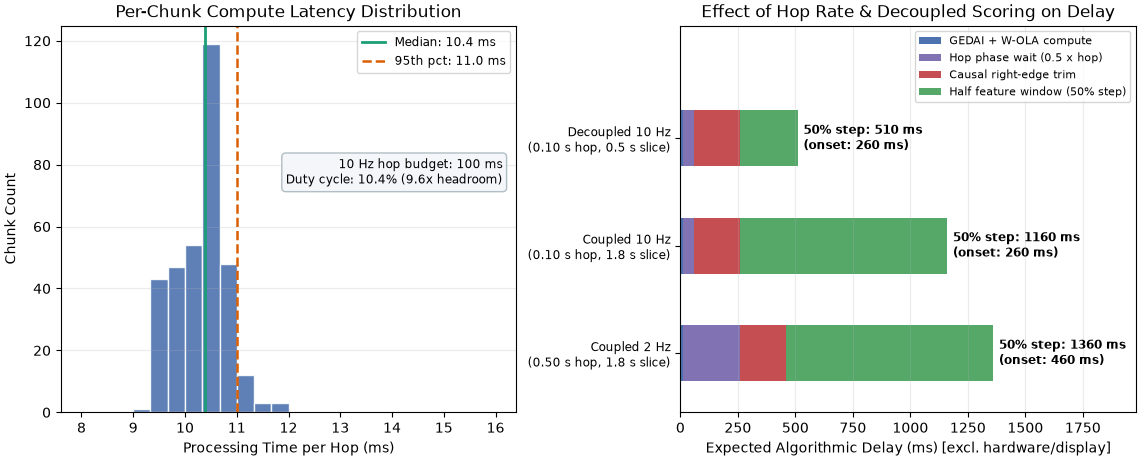 Per-Chunk Compute Latency Distribution
Chunk Count
120
100
80
60
40
20
0
Median: 10.4 ms
95th pct: 11.0 ms
10 Hz hop budget: 100 ms
Duty cycle: 10.4% (9.6x headroom)
8 9 10 11 12 13 14 15 16
Processing Time per Hop (ms)
Effect of Hop Rate & Decoupled Scoring on Delay
GEDAI + W-OLA compute
Hop phase wait (0.5 x hop)
Causal right-edge trim
Half feature window (50% step)
Decoupled 10 Hz
(0.10 s hop, 0.5 s slice)
50% step: 510 ms
(onset: 260 ms)
Coupled 10 Hz
(0.10 s hop, 1.8 s slice)
50% step: 1160 ms
(onset: 260 ms)
Coupled 2 Hz
(0.50 s hop, 1.8 s slice)
50% step: 1360 ms
(onset: 460 ms)
0 250 500 750 1000 1250 1500 1750
Expected Algorithmic Delay (ms) [excl. hardware/display]